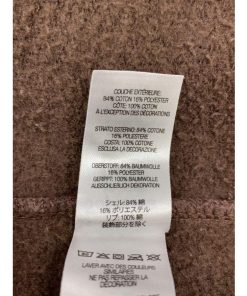 COUCHE EXTÉRIEURE:
84% COTON 16% POLYESTER
CÔTE: 100% COTON
À L'EXCEPTION DES DÉCORATIONS
STRATO ESTERNO: 84% COTONE
16% POLIESTERE
COSTA: 100% COTONE
ESCLUSA LA DECORAZIONE
OBERSTOFF: 84% BAUMWOLLE
16% POLYESTER
GERIPPT: 100% BAUMWOLLE
AUSSCHLIEBLICH DEKORATION
シェル: 84% 綿
16% ポリエステル
リブ: 100% 綿
装飾部分は除く
LAVER AVEC DES COULEURS
SIMILAIRES
NE PAS REPASSER LA
DÉCORATION